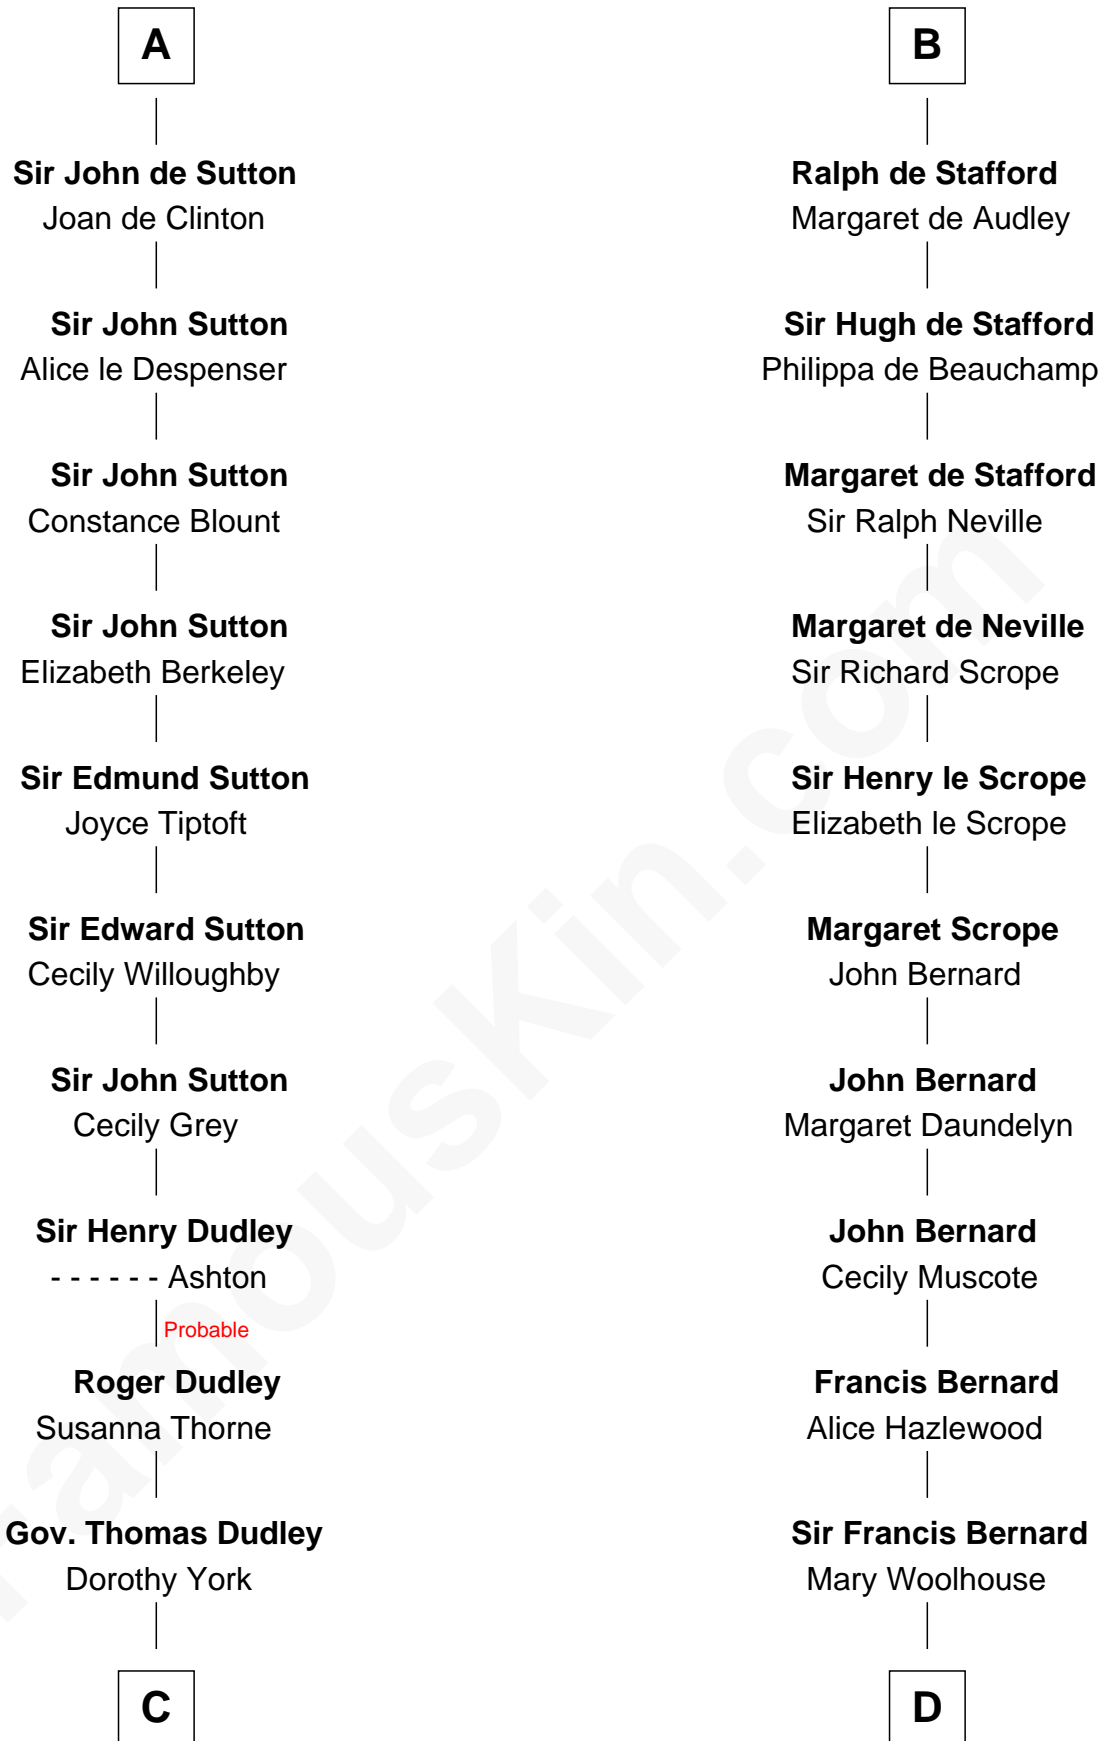 A
Sir John de Sutton
Joan de Clinton
Sir John Sutton
Alice le Despenser
Sir John Sutton
Constance Blount
Sir John Sutton
Elizabeth Berkeley
Sir Edmund Sutton
Joyce Tiptoft
Sir Edward Sutton
Cecily Willoughby
Sir John Sutton
Cecily Grey
Sir Henry Dudley
- - - - - - Ashton
Probable
Roger Dudley
Susanna Thorne
Gov. Thomas Dudley
Dorothy York
C
B
Ralph de Stafford
Margaret de Audley
Sir Hugh de Stafford
Philippa de Beauchamp
Margaret de Stafford
Sir Ralph Neville
Margaret de Neville
Sir Richard Scrope
Sir Henry le Scrope
Elizabeth le Scrope
Margaret Scrope
John Bernard
John Bernard
Margaret Daundelyn
John Bernard
Cecily Muscote
Francis Bernard
Alice Hazlewood
Sir Francis Bernard
Mary Woolhouse
D
FamousKin.com